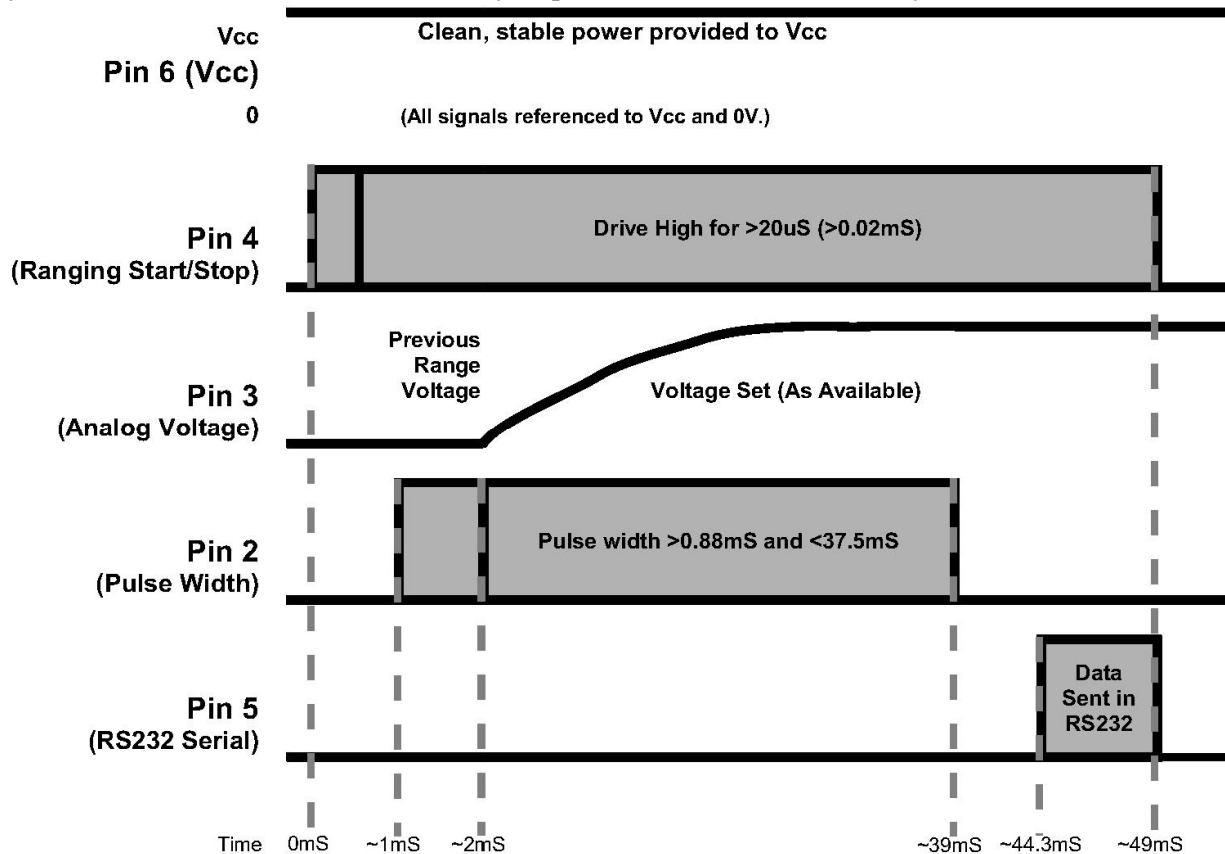 Vcc
Clean, stable power provided to Vcc
Pin 6 (Vcc)
0
(All signals referenced to Vcc and 0V.)
Drive High for >20uS (>0.02mS)
Pin 4
(Ranging Start/Stop)
Previous
Range
Voltage
Voltage Set (As Available)
Pin 3
(Analog Voltage)
Pulse width >0.88mS and <37.5mS
Pin 2
(Pulse Width)
Data
Sent in
RS232
Pin 5
(RS232 Serial)
Time 0mS ~1mS ~2mS ~39mS ~44.3mS ~49mS